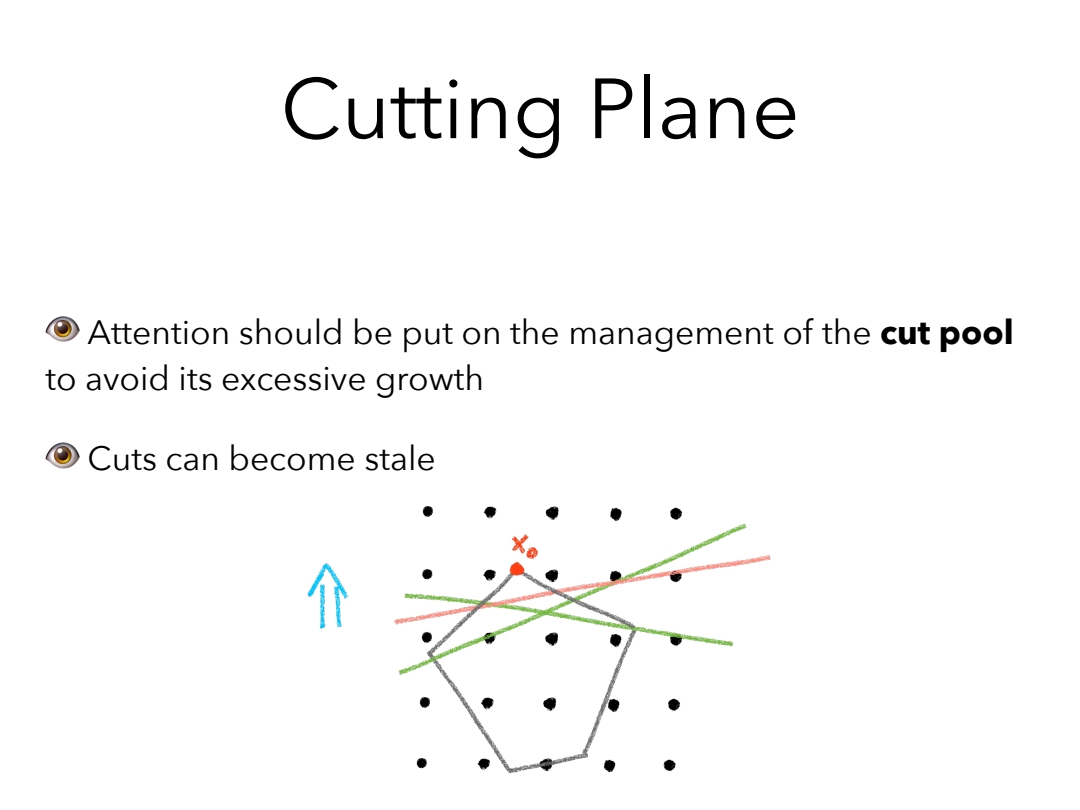 Cutting Plane
👁 Attention should be put on the management of the cut pool
to avoid its excessive growth
👁 Cuts can become stale
x₀